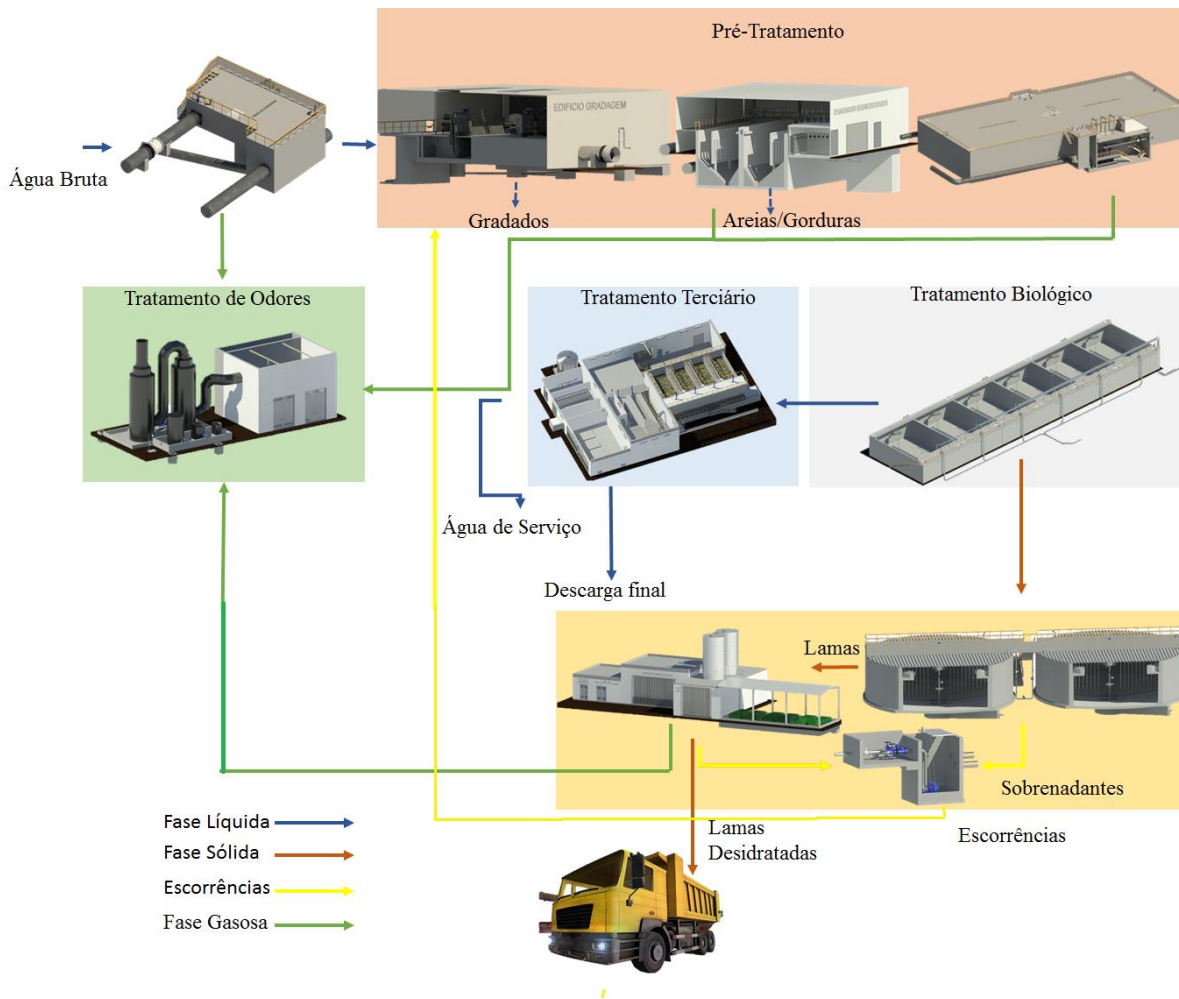 Pré-Tratamento
EDIFICIO GRADAGEM
Água Bruta
Gradados
Areias/Gorduras
Tratamento de Odores
Tratamento Terciário
Tratamento Biológico
Água de Serviço
Descarga final
Lamas
Sobrenadantes
Lamas
Desidratadas
Escorrências
Fase Líquida
Fase Sólida
Escorrências
Fase Gasosa